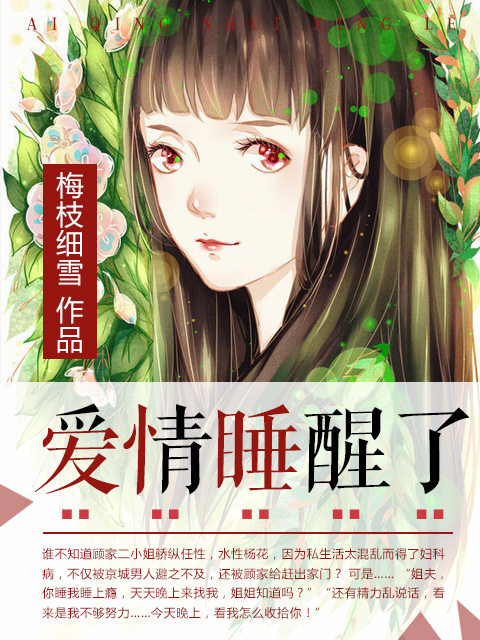 AI QING SHUI XING LE
梅枝细雪 作品
爱情睡醒了
谁不知道顾家二小姐骄纵任性，水性杨花，因为私生活太混乱而得了妇科
病，不仅被京城男人避之不及，还被顾家给赶出家门？ 可是…… “姐夫，
你睡我睡上瘾，天天晚上来找我，姐姐知道吗？” “还有精力乱说话，看
来是我不够努力……今天晚上，看我怎么收拾你！”